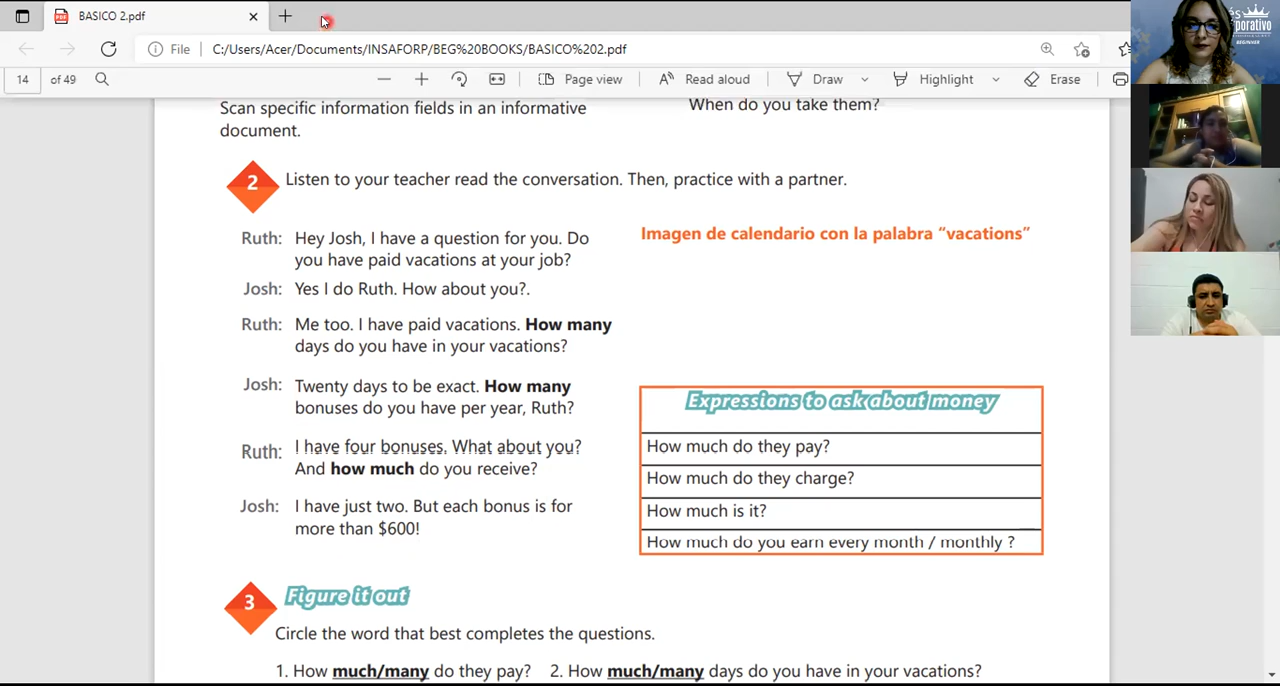 BASICO 2.pdf
File C:/Users/Acer/Documents/INSAFORP/BEG%20BOOKS/BASICO%202.pdf
14 of 49 Page view Read aloud Draw Highlight Erase
Scan specific information fields in an informative
document.
When do you take them?
2 Listen to your teacher read the conversation. Then, practice with a partner.
Ruth: Hey Josh, I have a question for you. Do
you have paid vacations at your job?
Josh: Yes I do Ruth. How about you?.
Ruth: Me too. I have paid vacations. How many
days do you have in your vacations?
Josh: Twenty days to be exact. How many
bonuses do you have per year, Ruth?
Ruth: I have four bonuses. What about you?
And how much do you receive?
Josh: I have just two. But each bonus is for
more than $600!
Imagen de calendario con la palabra “vacations”
Expressions to ask about money
How much do they pay?
How much do they charge?
How much is it?
How much do you earn every month / monthly ?
3 Figure it out
Circle the word that best completes the questions.
1. How much/many do they pay? 2. How much/many days do you have in your vacations?
BEGINNER